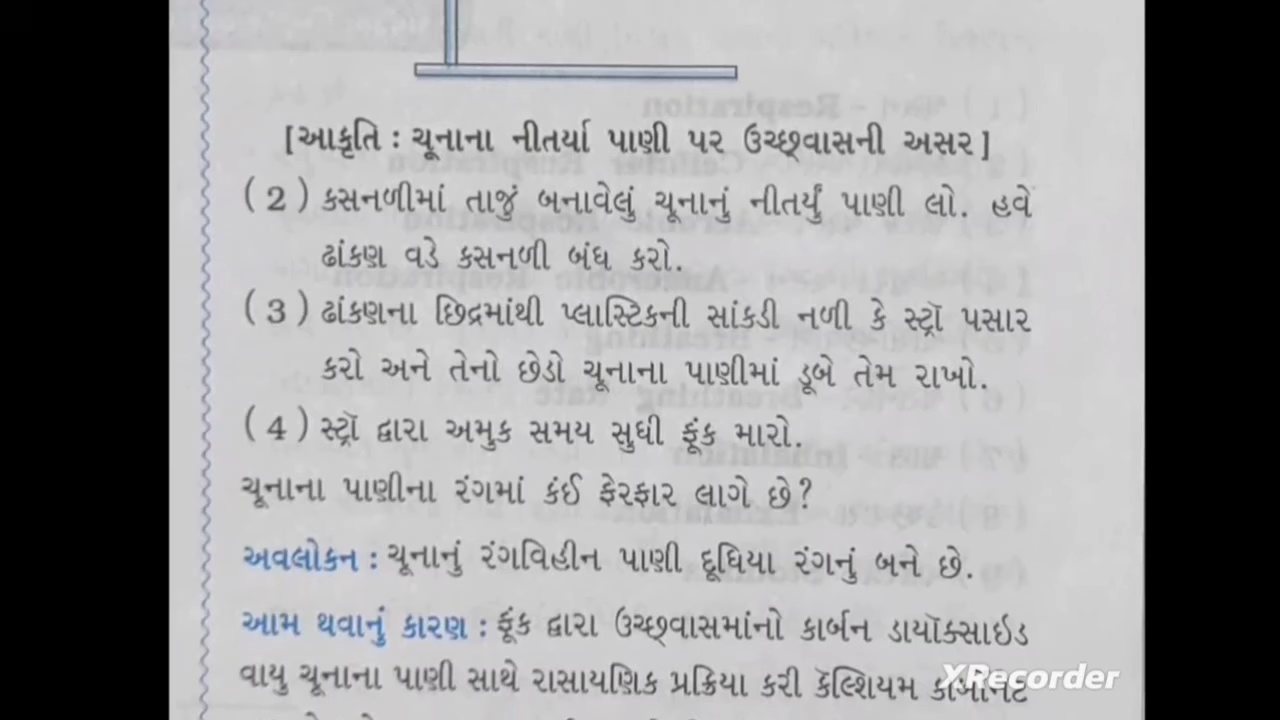 [આકૃતિ : ચૂનાના નીતર્યા પાણી પર ઉચ્છ્વાસની અસર]
(2) કસનળીમાં તાજું બનાવેલું ચૂનાનું નીતર્યું પાણી લો. હવે
ઢાંકણ વડે કસનળી બંધ કરો.
(3) ઢાંકણના છિદ્રમાંથી પ્લાસ્ટિકની સાંકડી નળી કે સ્ટ્રૉ પસાર
કરો અને તેનો છેડો ચૂનાના પાણીમાં ડૂબે તેમ રાખો.
(4) સ્ટ્રૉ દ્વારા અમુક સમય સુધી ફૂંક મારો.
ચૂનાના પાણીના રંગમાં કંઈ ફેરફાર લાગે છે?
અવલોકન : ચૂનાનું રંગવિહીન પાણી દૂધિયા રંગનું બને છે.
આમ થવાનું કારણ : ફૂંક દ્વારા ઉચ્છ્વાસમાંનો કાર્બન ડાયૉક્સાઇડ
વાયુ ચૂનાના પાણી સાથે રાસાયણિક પ્રક્રિયા કરી કૅલ્શિયમ કાર્બોનેટ
XRecorder